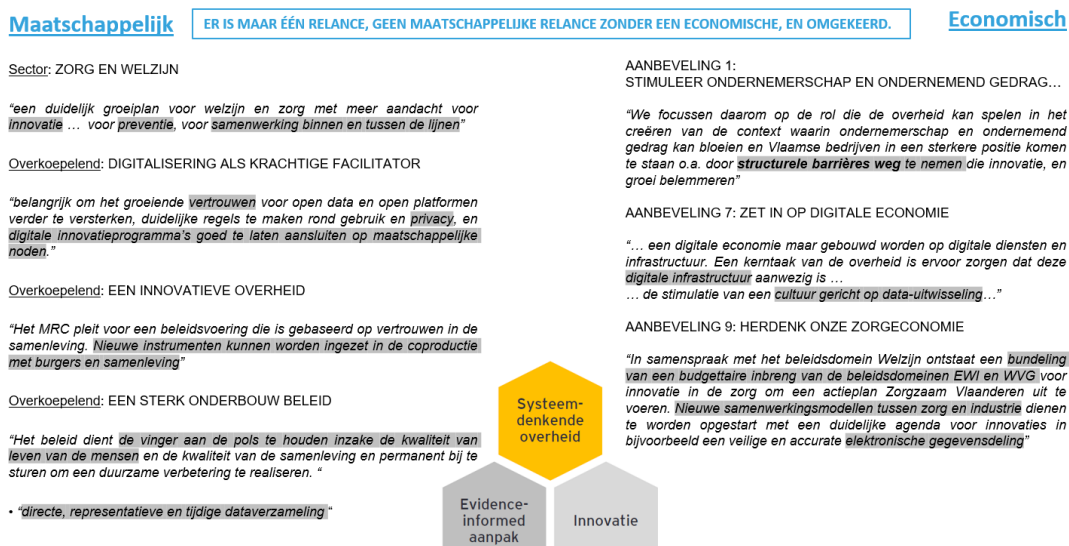 Maatschappelijk
ER IS MAAR ÉÉN RELANCE, GEEN MAATSCHAPPELIJKE RELANCE ZONDER EEN ECONOMISCHE, EN OMGEKEERD.
Economisch
Sector: ZORG EN WELZIJN
“een duidelijk groeiplan voor welzijn en zorg met meer aandacht voor
innovatie … voor preventie, voor samenwerking binnen en tussen de lijnen”
Overkoepelend: DIGITALISERING ALS KRACHTIGE FACILITATOR
“belangrijk om het groeiende vertrouwen voor open data en open platformen
verder te versterken, duidelijke regels te maken rond gebruik en privacy, en
digitale innovatieprogramma’s goed te laten aansluiten op maatschappelijke
noden.”
Overkoepelend: EEN INNOVATIEVE OVERHEID
“Het MRC pleit voor een beleidsvoering die is gebaseerd op vertrouwen in de
samenleving. Nieuwe instrumenten kunnen worden ingezet in de coproductie
met burgers en samenleving”
Overkoepelend: EEN STERK ONDERBOUW BELEID
“Het beleid dient de vinger aan de pols te houden inzake de kwaliteit van
leven van de mensen en de kwaliteit van de samenleving en permanent bij te
sturen om een duurzame verbetering te realiseren. “
• “directe, representatieve en tijdige dataverzameling “
AANBEVELING 1:
STIMULEER ONDERNEMERSCHAP EN ONDERNEMEND GEDRAG…
“We focussen daarom op de rol die de overheid kan spelen in het
creëren van de context waarin ondernemerschap en ondernemend
gedrag kan bloeien en Vlaamse bedrijven in een sterkere positie komen
te staan o.a. door structurele barrières weg te nemen die innovatie, en
groei belemmeren”
AANBEVELING 7: ZET IN OP DIGITALE ECONOMIE
“… een digitale economie maar gebouwd worden op digitale diensten en
infrastructuur. Een kerntaak van de overheid is ervoor zorgen dat deze
digitale infrastructuur aanwezig is …
… de stimulatie van een cultuur gericht op data-uitwisseling…”
AANBEVELING 9: HERDENK ONZE ZORGECONOMIE
“In samenspraak met het beleidsdomein Welzijn ontstaat een bundeling
van een budgettaire inbreng van de beleidsdomeinen EWI en WVG voor
innovatie in de zorg om een actieplan Zorgzaam Vlaanderen uit te
voeren. Nieuwe samenwerkingsmodellen tussen zorg en industrie dienen
te worden opgestart met een duidelijke agenda voor innovaties in
bijvoorbeeld een veilige en accurate elektronische gegevensdeling”
Systeem-
denkende
overheid
Evidence-
informed
aanpak
Innovatie